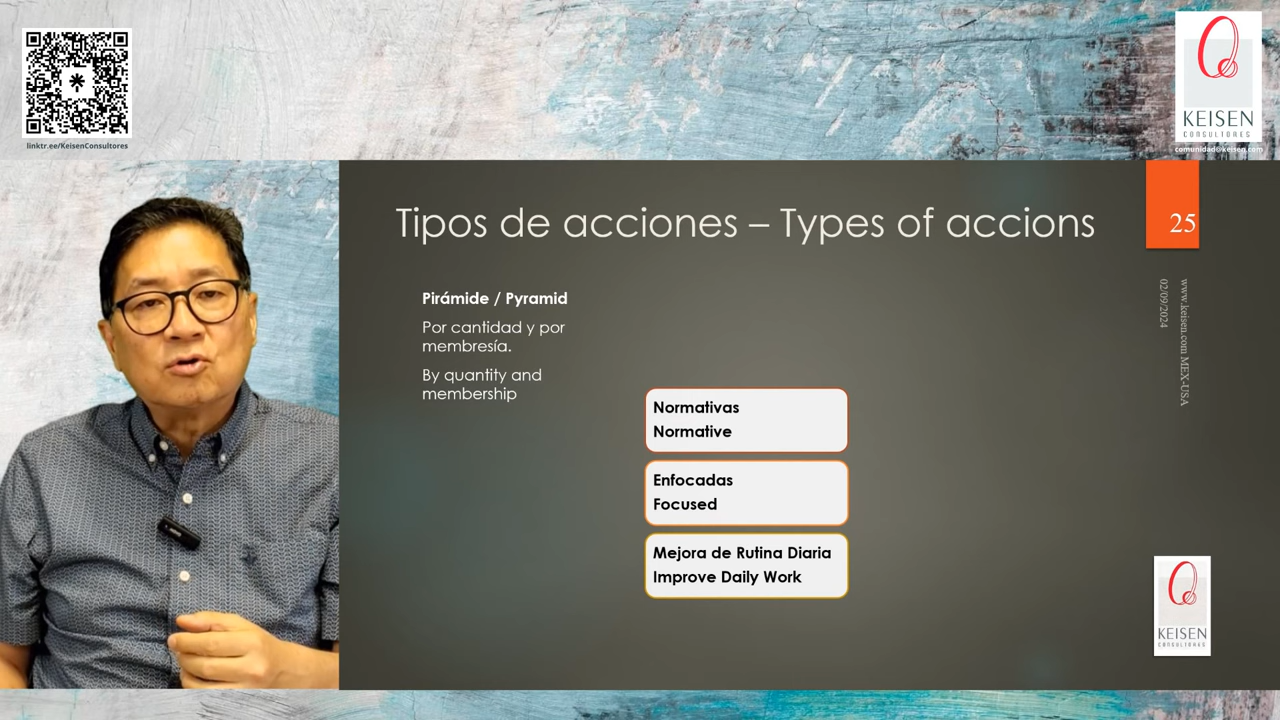 linktr.ee/KeisenConsultores
KEISEN
CONSULTORES
comunidad@keisen.com
Tipos de acciones – Types of accions
25
Pirámide / Pyramid
Por cantidad y por
membresía.
By quantity and
membership
Normativas
Normative
Enfocadas
Focused
Mejora de Rutina Diaria
Improve Daily Work
www.keisen.com MEX-USA
02/09/2024
KEISEN
CONSULTORES